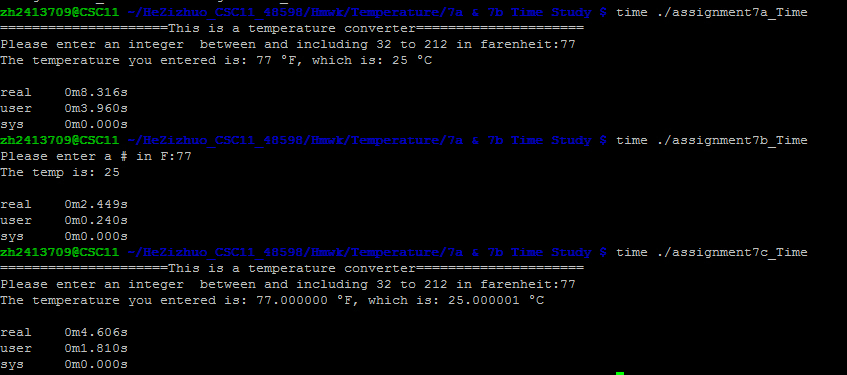 zh2413709@CSC11 ~/HeZizhuo_CSC11_48590/Hmwk/Temperature/7a & 7b Time Study $ time ./assignment7a_Time
=====================This is a temperature converter=====================
Please enter an integer  between and including 32 to 212 in farenheit:77
The temperature you entered is: 77 °F, which is: 25 °C
real    0m8.316s
user    0m3.960s
sys     0m0.000s
zh2413709@CSC11 ~/HeZizhuo_CSC11_48590/Hmwk/Temperature/7a & 7b Time Study $ time ./assignment7b_Time
Please enter a # in F:77
The temp is: 25
real    0m2.449s
user    0m0.240s
sys     0m0.000s
zh2413709@CSC11 ~/HeZizhuo_CSC11_48590/Hmwk/Temperature/7a & 7b Time Study $ time ./assignment7c_Time
=====================This is a temperature converter=====================
Please enter an integer  between and including 32 to 212 in farenheit:77
The temperature you entered is: 77.000000 °F, which is: 25.000001 °C
real    0m4.606s
user    0m1.810s
sys     0m0.000s